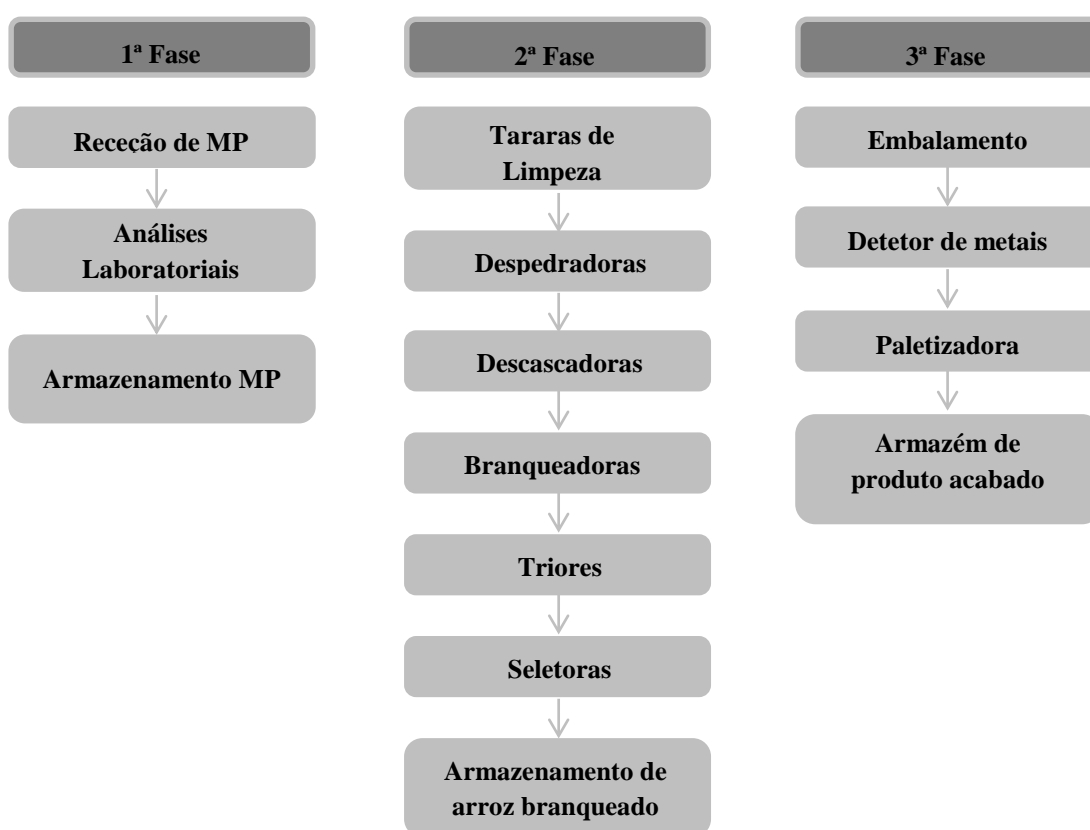 1ª Fase
Receção de MP
Análises
Laboratoriais
Armazenamento MP
2ª Fase
Tararas de
Limpeza
Despedradoras
Descascadoras
Branqueadoras
Triores
Seletoras
Armazenamento de
arroz branqueado
3ª Fase
Embalamento
Detetor de metais
Paletizadora
Armazém de
produto acabado